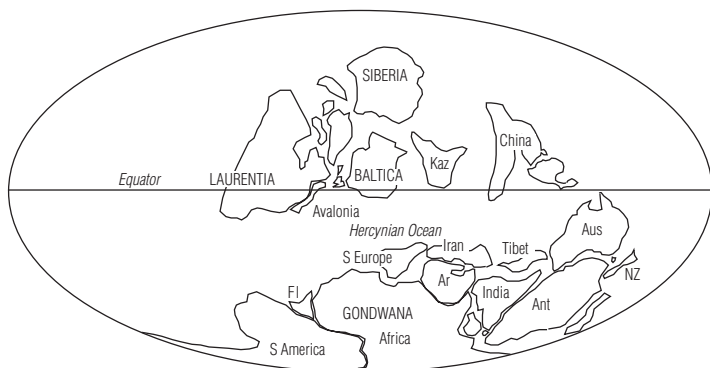 SIBERIA
China
Kaz
Equator
LAURENTIA
BALTICA
Avalonia
Hercynian Ocean
Aus
Iran
Tibet
S Europe
Ar
NZ
FI
India
Ant
GONDWANA
Africa
S America